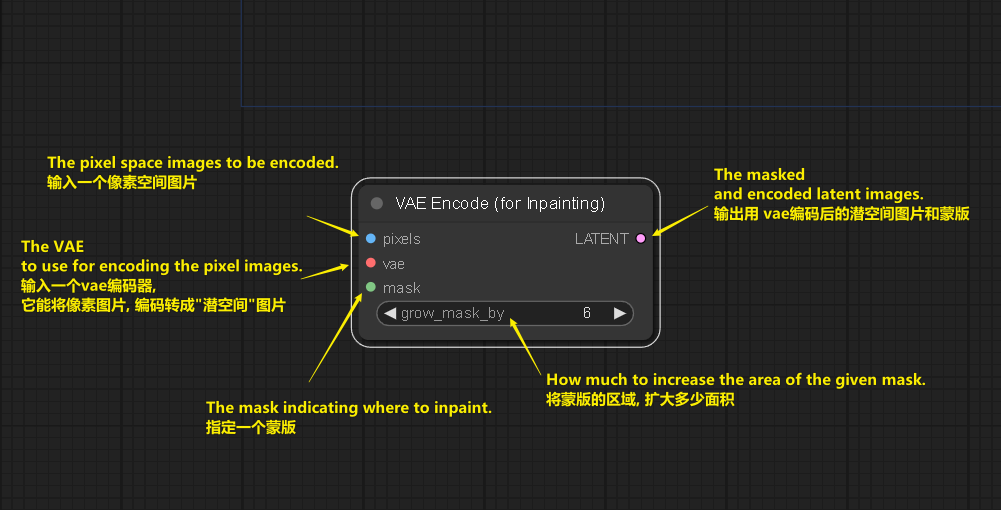 The pixel space images to be encoded.
输入一个像素空间图片
The VAE
to use for encoding the pixel images.
输入一个vae编码器,
它能将像素图片, 编码转成"潜空间"图片
The mask indicating where to inpaint.
指定一个蒙版
VAE Encode (for Inpainting)
pixels
LATENT
vae
mask
grow_mask_by
6
The masked
and encoded latent images.
输出用 vae编码后的潜空间图片和蒙版
How much to increase the area of the given mask.
将蒙版的区域, 扩大多少面积